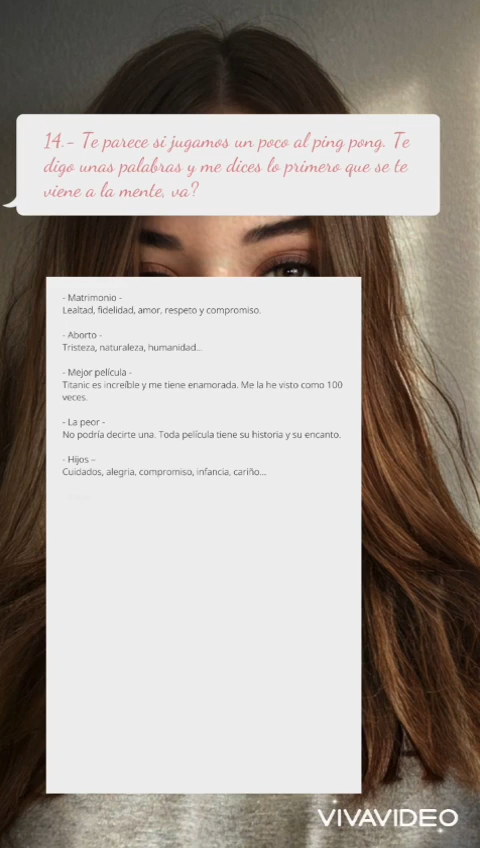 14.- Te parece si jugamos un poco al ping pong. Te
digo unas palabras y me dices lo primero que se te
viene a la mente, va?
- Matrimonio -
Lealtad, fidelidad, amor, respeto y compromiso.
- Aborto -
Tristeza, naturaleza, humanidad...
- Mejor película -
Titanic es increíble y me tiene enamorada. Me la he visto como 100
veces.
- La peor -
No podría decirte una. Toda película tiene su historia y su encanto.
- Hijos –
Cuidados, alegria, compromiso, infancia, cariño...
VIVAVIDEO